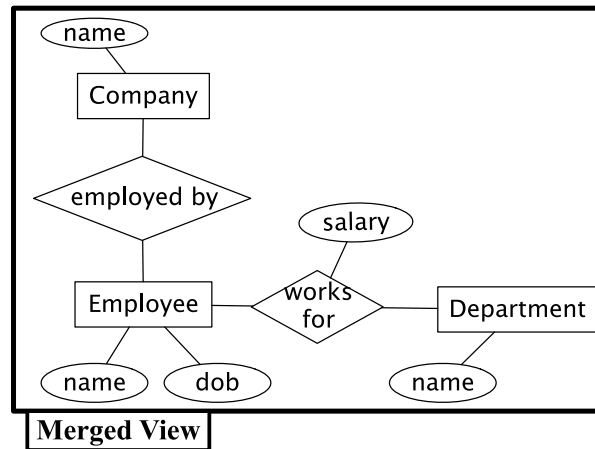 name
Company
employed by
salary
Employee
works
for
Department
name
dob
name
Merged View